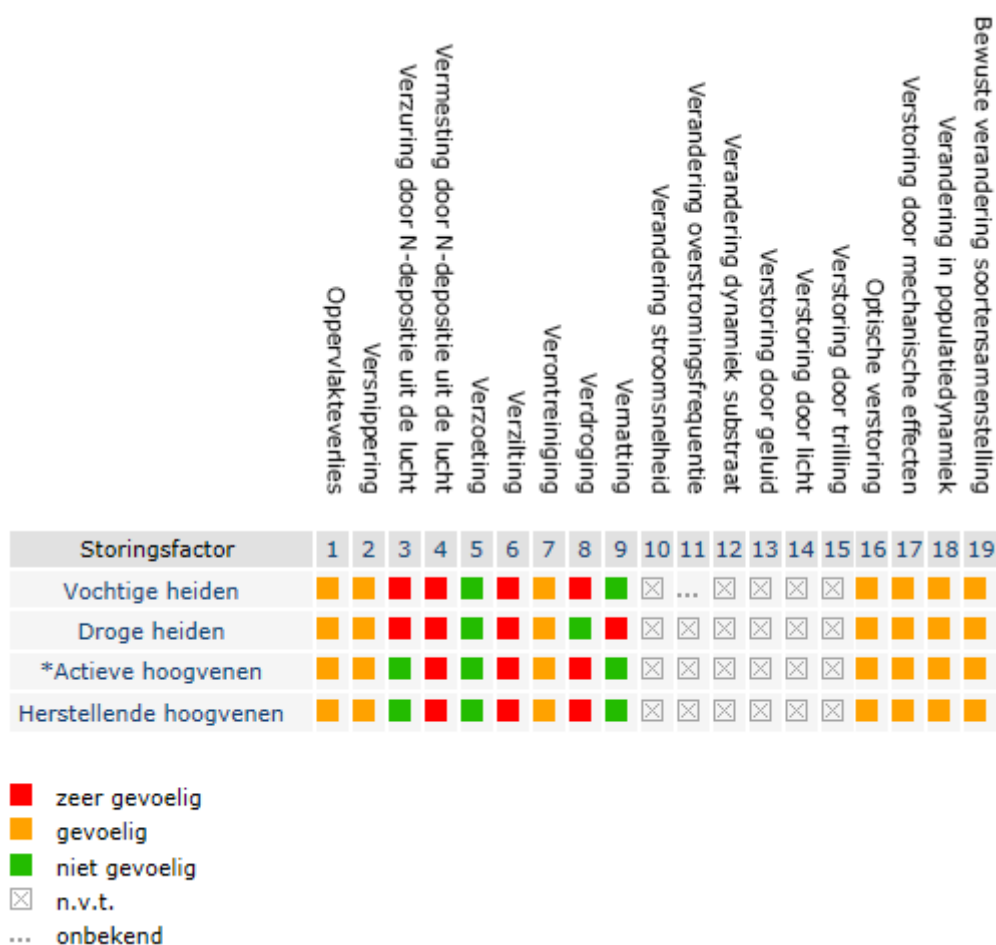 Oppervlakteverlies
Versnippering
Verzuring door N-depositie uit de lucht
Vermesting door N-depositie uit de lucht
Verzoeting
Verzilting
Verontreiniging
Verdroging
Vernatting
Verandering stroomsnelheid
Verandering overstromingsfrequentie
Verandering dynamiek substraat
Verstoring door geluid
Verstoring door licht
Verstoring door trilling
Optische verstoring
Verstoring door mechanische effecten
Verandering in populatiedynamiek
Bewuste verandering soortensamenstelling
Storingsfactor 1 2 3 4 5 6 7 8 9 10 11 12 13 14 15 16 17 18 19
Vochtige heiden ...
Droge heiden
*Actieve hoogvenen
Herstellende hoogvenen
zeer gevoelig
gevoelig
niet gevoelig
n.v.t.
... onbekend